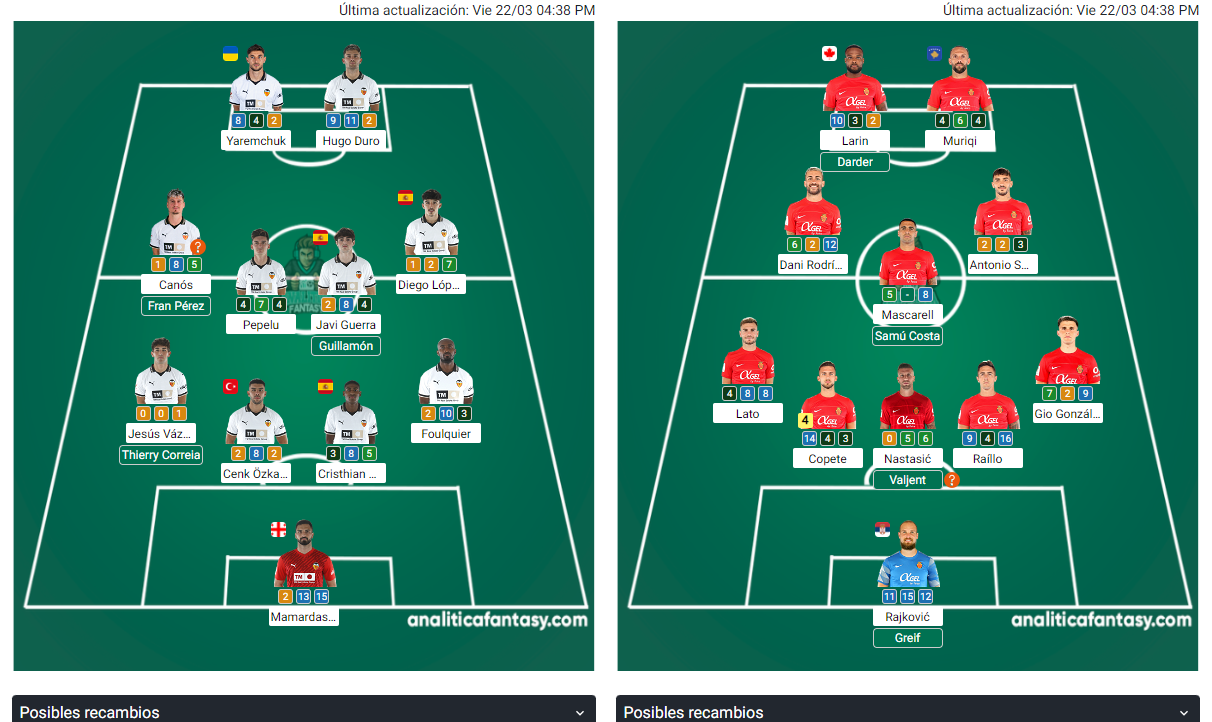 Última actualización: Vie 22/03 04:38 PM
8 4 2
Yaremchuk
9 11 2
Hugo Duro
?
1 8 5
Canós
Fran Pérez
4 7 4
Pepelu
2 8 4
Javi Guerra
Guillamón
1 2 7
Diego Lóp...
0 0 1
Jesús Váz...
Thierry Correia
2 8 2
Cenk Özka...
3 8 5
Cristhian ...
2 10 3
Foulquier
2 13 15
Mamardas...
analiticafantasy.com
Posibles recambios
Última actualización: Vie 22/03 04:38 PM
10 3 2
Larin
Darder
4 6 4
Muriqi
6 2 12
Dani Rodrí...
5 - 8
Mascarell
Samú Costa
2 2 3
Antonio S...
4 8 8
Lato
4
14 4 3
Copete
0 5 6
Nastasić
Valjent
?
9 4 16
Raíllo
7 2 9
Gio Gonzál...
11 15 12
Rajković
Greif
analiticafantasy.com
Posibles recambios